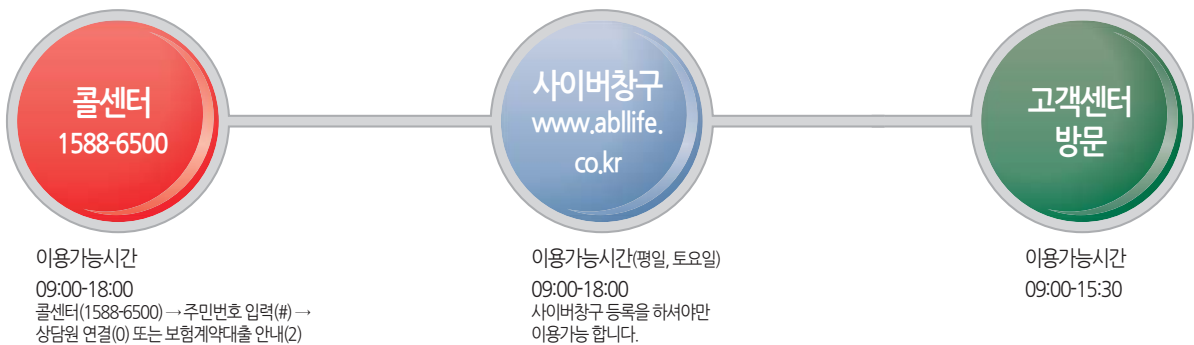 콜센터
1588-6500
이용가능시간
09:00-18:00
콜센터(1588-6500) → 주민번호 입력(#) →
상담원 연결(0) 또는 보험계약대출 안내(2)
사이버창구
www.abllife.
co.kr
이용가능시간(평일, 토요일)
09:00-18:00
사이버창구 등록을 하셔야만
이용가능 합니다.
고객센터
방문
이용가능시간
09:00-15:30